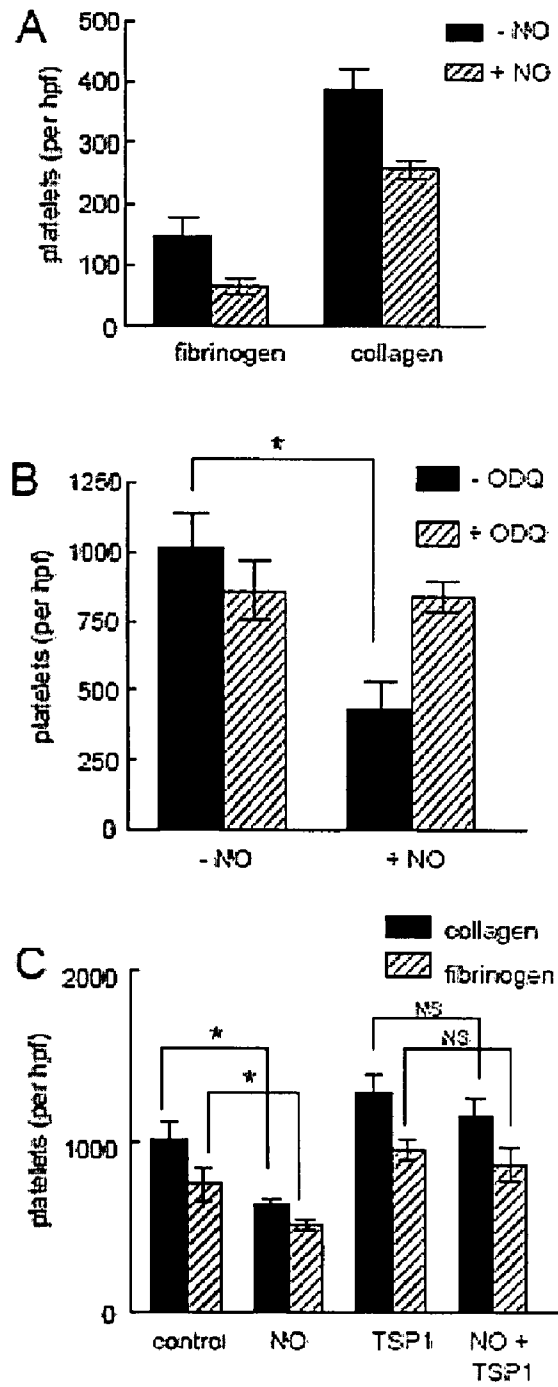 A
- NO
+ NO
platelets (per hpf)
500
400
300
200
100
0
fibrinogen
collagen
B
*
- ODQ
+ ODQ
platelets (per hpf)
1250
1000
750
500
250
0
- NO
+ NO
C
collagen
fibrinogen
platelets (per hpf)
2000
1000
0
*
*
NS
NS
control
NO
TSP1
NO +
TSP1